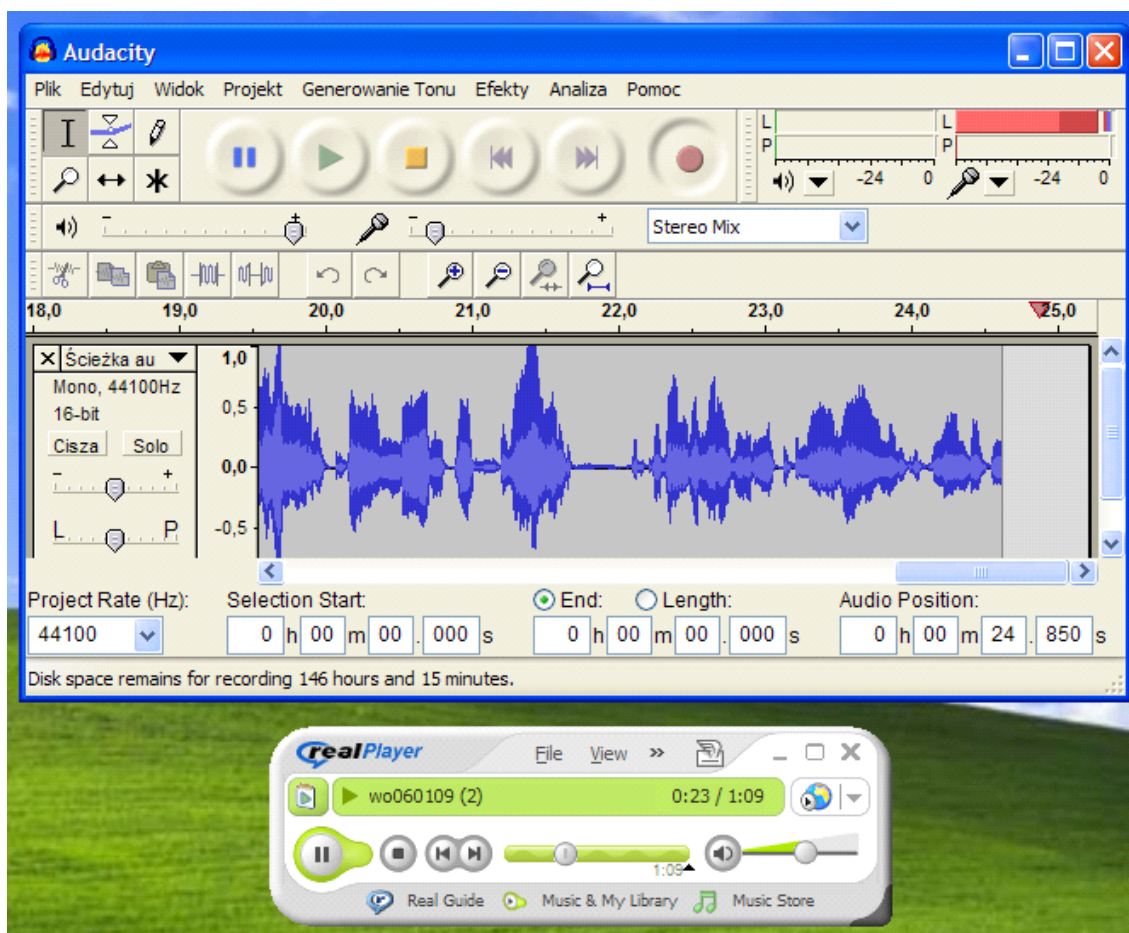 Audacity
Plik Edytuj Widok Projekt Generowanie Tonu Efekty Analiza Pomoc
L L
P P
-24 0 -24 0
- + - + Stereo Mix
18,0 19,0 20,0 21,0 22,0 23,0 24,0 25,0
Ścieżka au 1,0
Mono, 44100Hz
16-bit 0,5
Cisza Solo
- + 0,0
L P -0,5
Project Rate (Hz): Selection Start: End: Length: Audio Position:
44100 0 h 00 m 00 . 000 s 0 h 00 m 00 . 000 s 0 h 00 m 24 . 850 s
Disk space remains for recording 146 hours and 15 minutes.
realPlayer File View »
wo060109 (2) 0:23 / 1:09
1:09
Real Guide Music & My Library Music Store